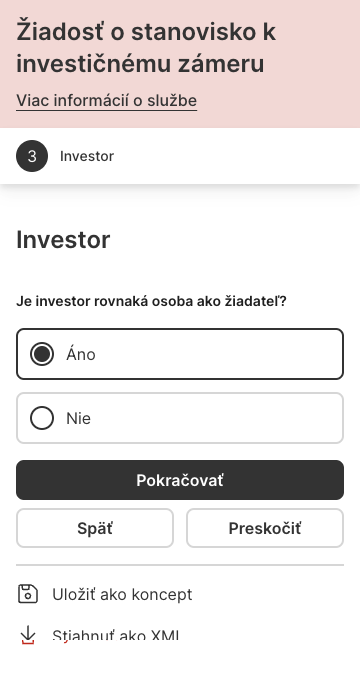 Žiadosť o stanovisko k
investičnému zámeru
Viac informácií o službe
3 Investor
Investor
Je investor rovnaká osoba ako žiadateľ?
Áno
Nie
Pokračovať
Späť Preskočiť
Uložiť ako koncept
Stiahnuť ako XML